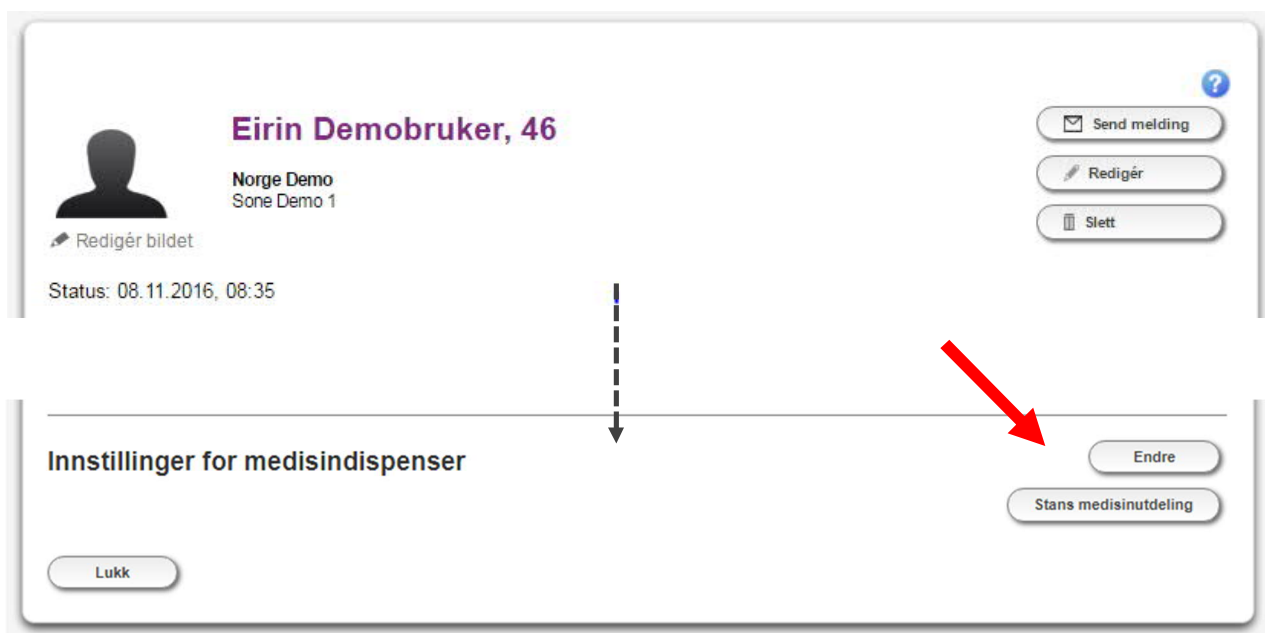 ?
Eirin Demobruker, 46
Send melding
Norge Demo
Redigér
Sone Demo 1
Slett
Redigér bildet
Status: 08.11.2016, 08:35
Innstillinger for medisindispenser
Endre
Stans medisinutdeling
Lukk